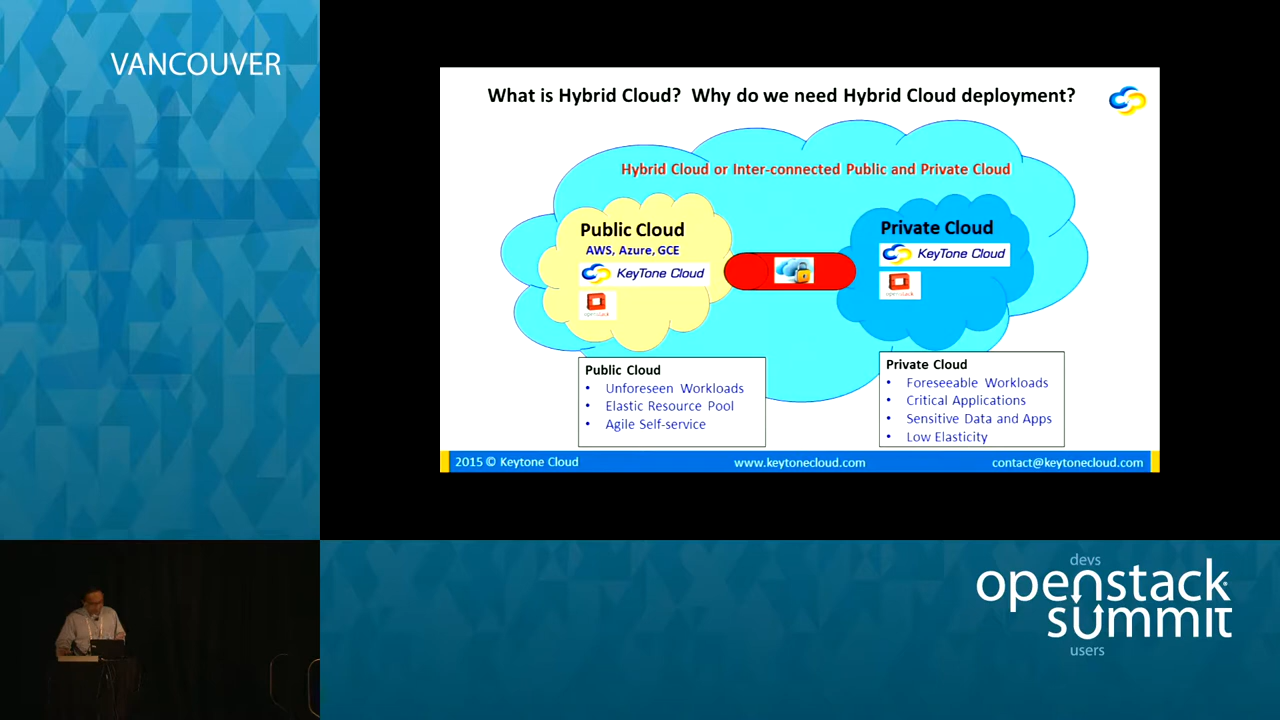 VANCOUVER
What is Hybrid Cloud? Why do we need Hybrid Cloud deployment?
Hybrid Cloud or Inter-connected Public and Private Cloud
Public Cloud
AWS, Azure, GCE
KeyTone Cloud
openstack
Private Cloud
KeyTone Cloud
openstack
Public Cloud
• Unforeseen Workloads
• Elastic Resource Pool
• Agile Self-service
Private Cloud
• Foreseeable Workloads
• Critical Applications
• Sensitive Data and Apps
• Low Elasticity
2015 © Keytone Cloud
www.keytonecloud.com
contact@keytonecloud.com
devs
openstack
summit
users